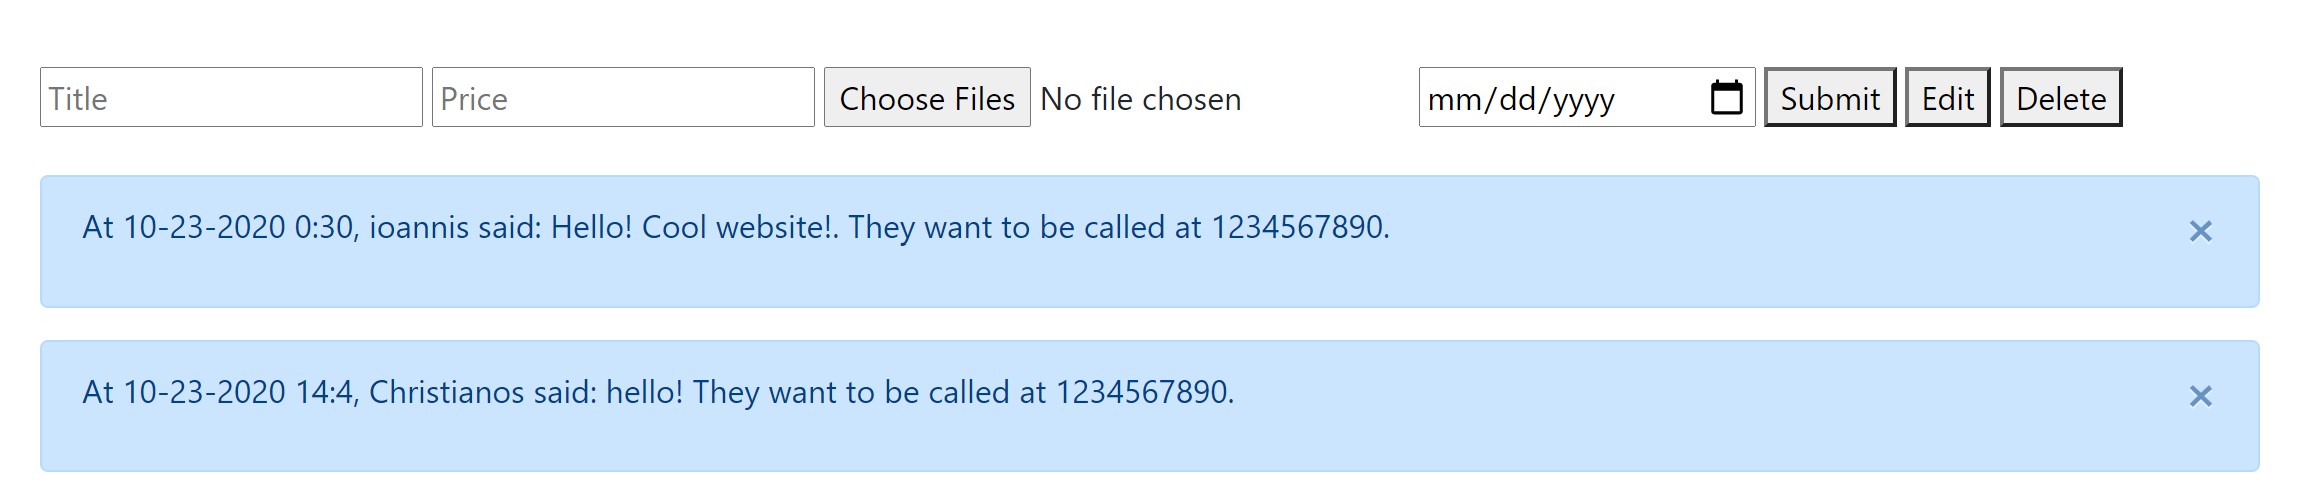 Title Price Choose Files No file chosen mm/dd/yyyy Submit Edit Delete
At 10-23-2020 0:30, ioannis said: Hello! Cool website!. They want to be called at 1234567890. ×
At 10-23-2020 14:4, Christianos said: hello! They want to be called at 1234567890. ×